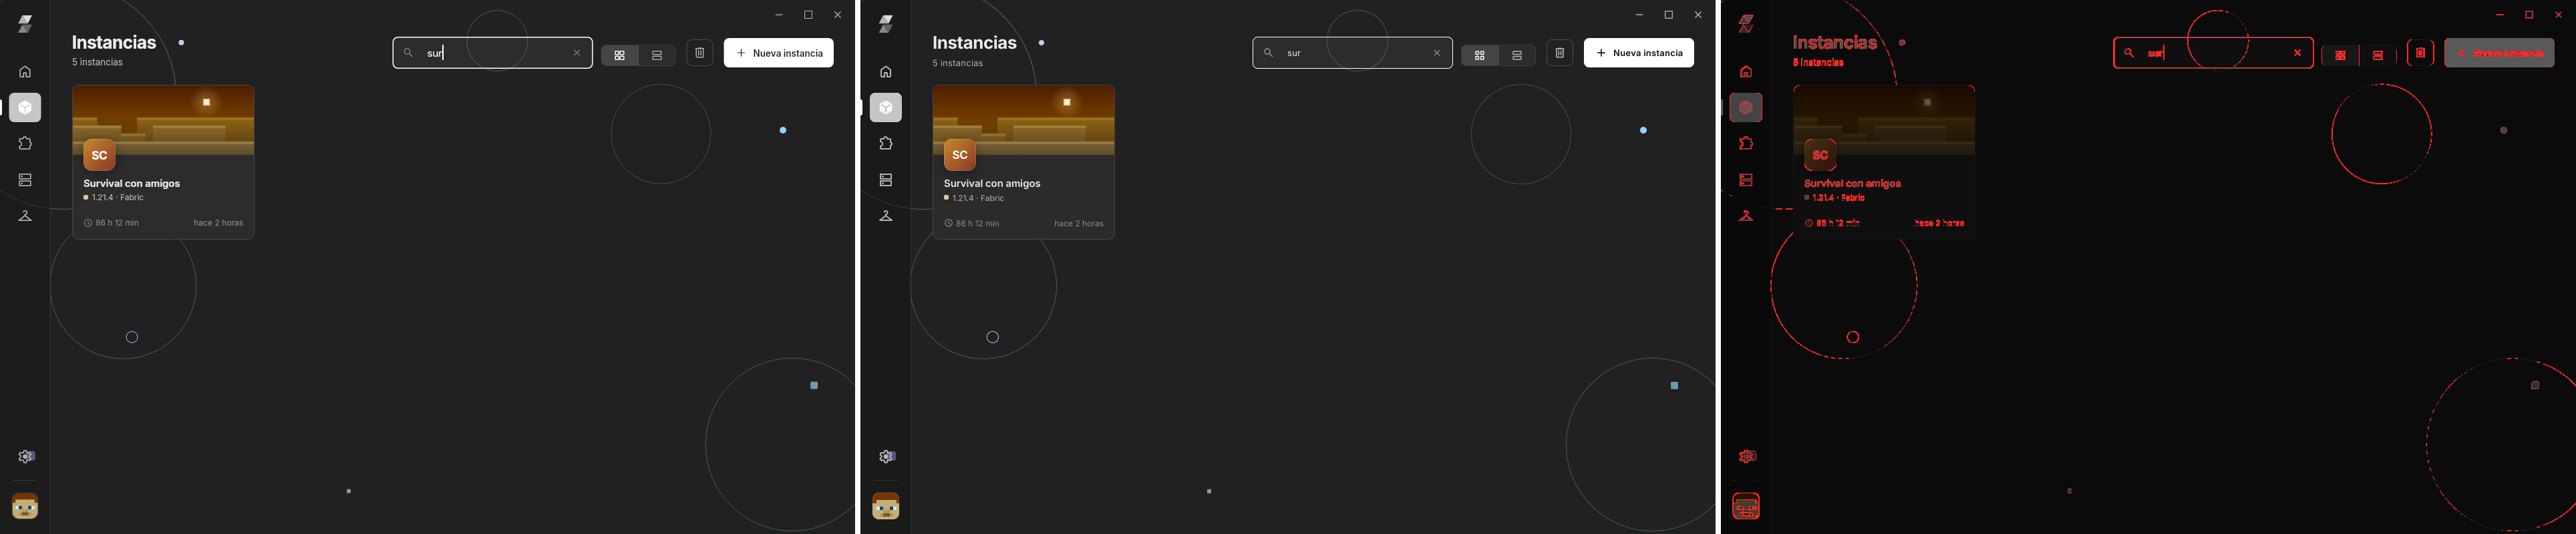 Instancias
5 instancias
sur
Nueva instancia
SC
Survival con amigos
1.21.4 · Fabric
86 h 12 min
hace 2 horas
Instancias
5 instancias
sur
Nueva instancia
SC
Survival con amigos
1.21.4 · Fabric
86 h 12 min
hace 2 horas
Instancias
5 instancias
sur
Nueva instancia
SC
Survival con amigos
1.21.4 · Fabric
86 h 12 min
hace 2 horas